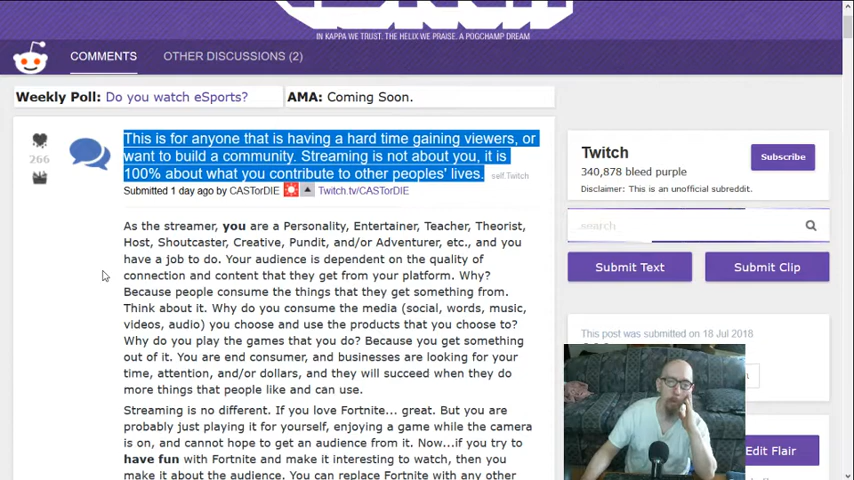 IN KAPPA WE TRUST. THE HELIX WE PRAISE. A POGCHAMP DREAM
COMMENTS
OTHER DISCUSSIONS (2)
Weekly Poll: Do you watch eSports?
AMA: Coming Soon.
266
This is for anyone that is having a hard time gaining viewers, or
want to build a community. Streaming is not about you, it is
100% about what you contribute to other peoples' lives. self.Twitch
Submitted 1 day ago by CASTorDIE Twitch.tv/CASTorDIE
As the streamer, you are a Personality, Entertainer, Teacher, Theorist,
Host, Shoutcaster, Creative, Pundit, and/or Adventurer, etc., and you
have a job to do. Your audience is dependent on the quality of
connection and content that they get from your platform. Why?
Because people consume the things that they get something from.
Think about it. Why do you consume the media (social, words, music,
videos, audio) you choose and use the products that you choose to?
Why do you play the games that you do? Because you get something
out of it. You are end consumer, and businesses are looking for your
time, attention, and/or dollars, and they will succeed when they do
more things that people like and can use.
Streaming is no different. If you love Fortnite... great. But you are
probably just playing it for yourself, enjoying a game while the camera
is on, and cannot hope to get an audience from it. Now...if you try to
have fun with Fortnite and make it interesting to watch, then you
make it about the audience. You can replace Fortnite with any other
Twitch
Subscribe
340,878 bleed purple
Disclaimer: This is an unofficial subreddit.
search
Submit Text
Submit Clip
This post was submitted on 18 Jul 2018
Edit Flair